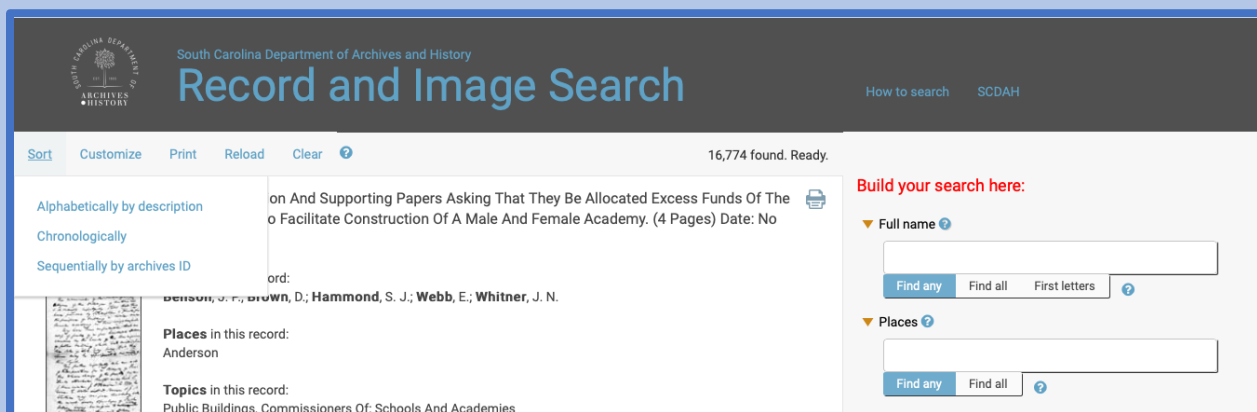 SOUTH CAROLINA DEPARTMENT OF
ARCHIVES
HISTORY
South Carolina Department of Archives and History
Record and Image Search
How to search SCDAH
Sort Customize Print Reload Clear ? 16,774 found. Ready.
Alphabetically by description
Chronologically
Sequentially by archives ID
on And Supporting Papers Asking That They Be Allocated Excess Funds Of The
o Facilitate Construction Of A Male And Female Academy. (4 Pages) Date: No
ord:
Benson, J. P.; Brown, D.; Hammond, S. J.; Webb, E.; Whitner, J. N.
Places in this record:
Anderson
Topics in this record:
Public Buildings, Commissioners Of; Schools And Academies
Build your search here:
Full name ?
Find any Find all First letters ?
Places ?
Find any Find all ?